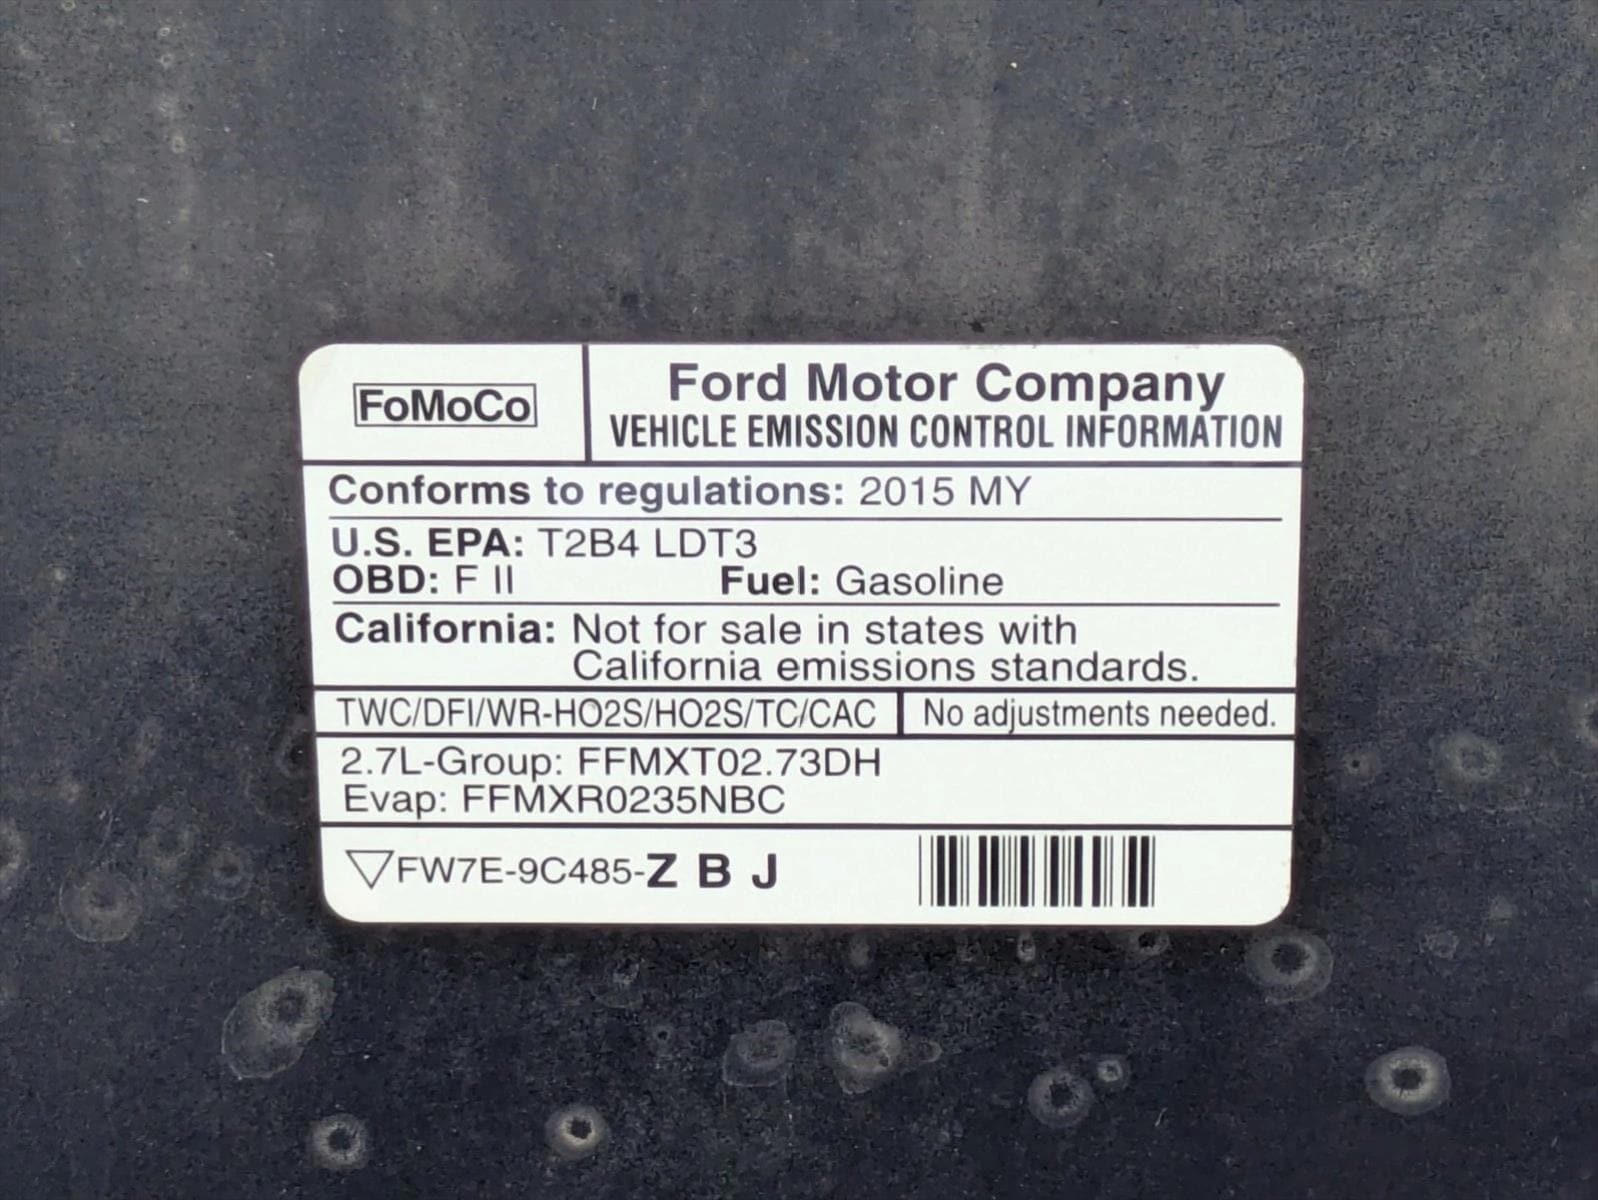 FoMoCo
Ford Motor Company
VEHICLE EMISSION CONTROL INFORMATION
Conforms to regulations: 2015 MY
U.S. EPA: T2B4 LDT3
OBD: F II Fuel: Gasoline
California: Not for sale in states with
California emissions standards.
TWC/DFI/WR-HO2S/HO2S/TC/CAC No adjustments needed.
2.7L-Group: FFMXT02.73DH
Evap: FFMXR0235NBC
FW7E-9C485-Z B J